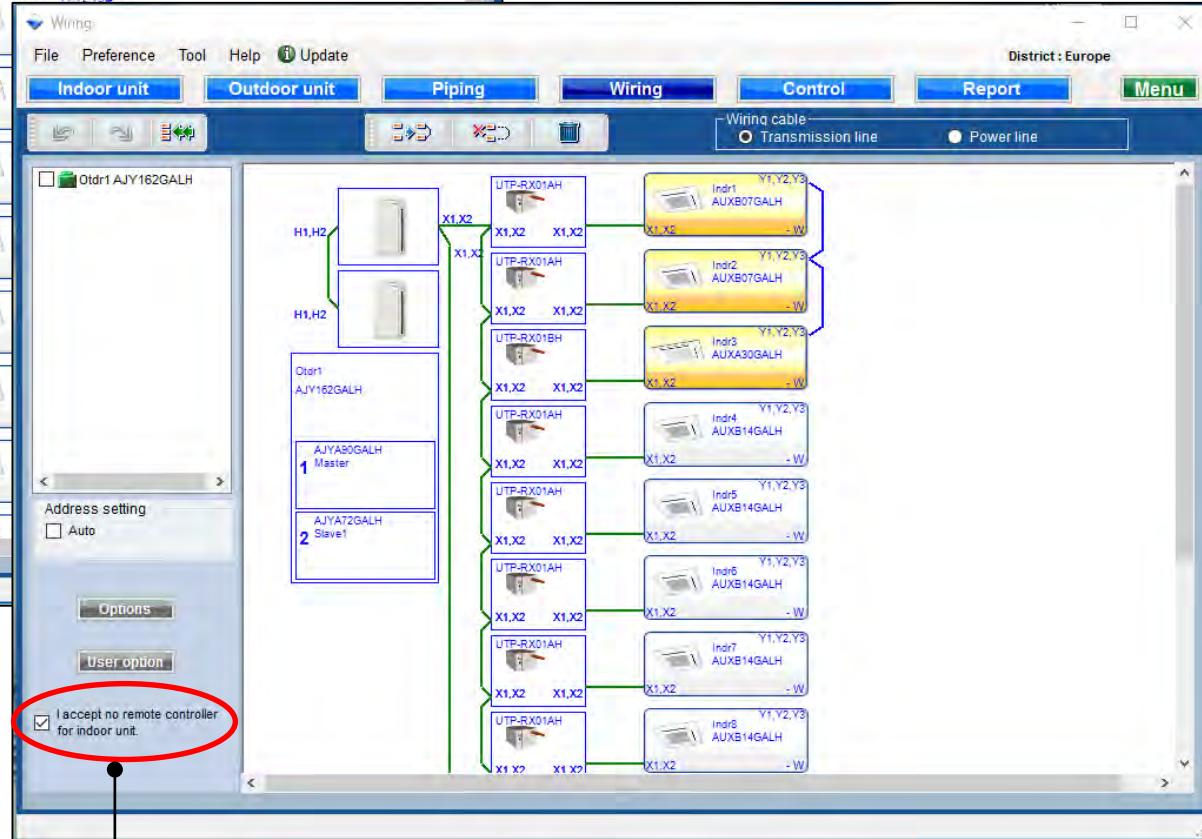 Wiring
File Preference Tool Help Update
District : Europe
Indoor unit Outdoor unit Piping Wiring Control Report Menu
Wiring cable
Transmission line Power line
Otdr1 AJY162GALH
Address setting
Auto
Options
User option
I accept no remote controller
for indoor unit.
H1,H2
H1,H2
X1,X2
X1,X2
Otdr1
AJY162GALH
AJYA90GALH
1 Master
AJYA72GALH
2 Slave1
UTP-RX01AH
X1,X2 X1,X2
UTP-RX01AH
X1,X2 X1,X2
UTP-RX01BH
X1,X2 X1,X2
UTP-RX01AH
X1,X2 X1,X2
UTP-RX01AH
X1,X2 X1,X2
UTP-RX01AH
X1,X2 X1,X2
UTP-RX01AH
X1,X2 X1,X2
UTP-RX01AH
X1,X2 X1,X2
Y1,Y2,Y3
Indr1
AUXB07GALH
X1,X2 - W
Y1,Y2,Y3
Indr2
AUXB07GALH
X1,X2 - W
Y1,Y2,Y3
Indr3
AUXA30GALH
X1,X2 - W
Y1,Y2,Y3
Indr4
AUXB14GALH
X1,X2 - W
Y1,Y2,Y3
Indr5
AUXB14GALH
X1,X2 - W
Y1,Y2,Y3
Indr6
AUXB14GALH
X1,X2 - W
Y1,Y2,Y3
Indr7
AUXB14GALH
X1,X2 - W
Y1,Y2,Y3
Indr8
AUXB14GALH
X1,X2 - W